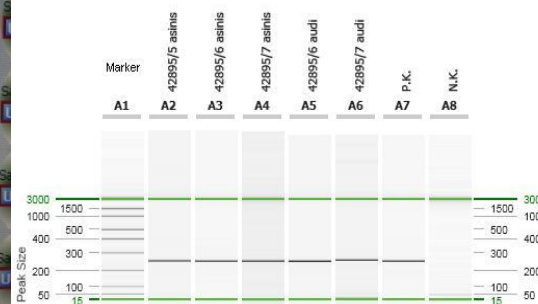 Marker
42895/5 asinis
42895/6 asinis
42895/7 asinis
42895/6 audi
42895/7 audi
P.K.
N.K.
A1 A2 A3 A4 A5 A6 A7 A8
3000
1500
1000
500
400
300
200
100
50
15
Peak Size
300
1500
1000
500
400
300
200
100
50
15